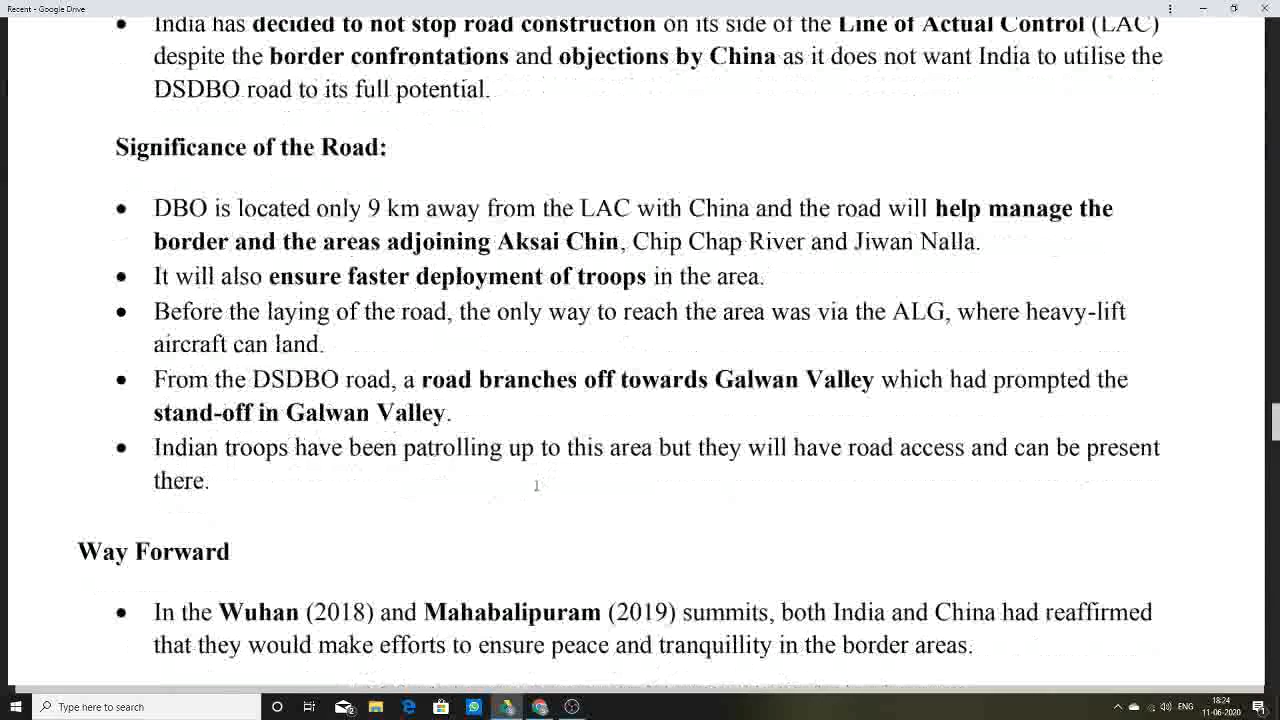 Recent - Google Drive
India has decided to not stop road construction on its side of the Line of Actual Control (LAC)
despite the border confrontations and objections by China as it does not want India to utilise the
DSDBO road to its full potential.
Significance of the Road:
DBO is located only 9 km away from the LAC with China and the road will help manage the
border and the areas adjoining Aksai Chin, Chip Chap River and Jiwan Nalla.
It will also ensure faster deployment of troops in the area.
Before the laying of the road, the only way to reach the area was via the ALG, where heavy-lift
aircraft can land.
From the DSDBO road, a road branches off towards Galwan Valley which had prompted the
stand-off in Galwan Valley.
Indian troops have been patrolling up to this area but they will have road access and can be present
there.
Way Forward
In the Wuhan (2018) and Mahabalipuram (2019) summits, both India and China had reaffirmed
that they would make efforts to ensure peace and tranquillity in the border areas.
Type here to search
ENG
18:24
11-06-2020